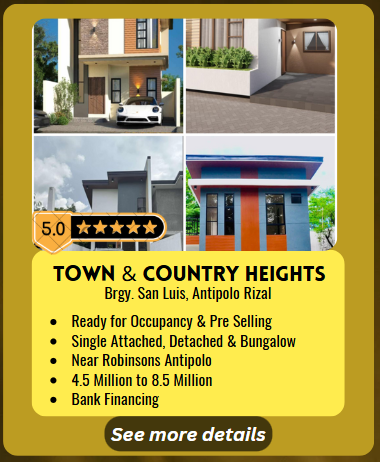 5.0
TOWN & COUNTRY HEIGHTS
Brgy. San Luis, Antipolo Rizal
• Ready for Occupancy & Pre Selling
• Single Attached, Detached & Bungalow
• Near Robinsons Antipolo
• 4.5 Million to 8.5 Million
• Bank Financing
See more details